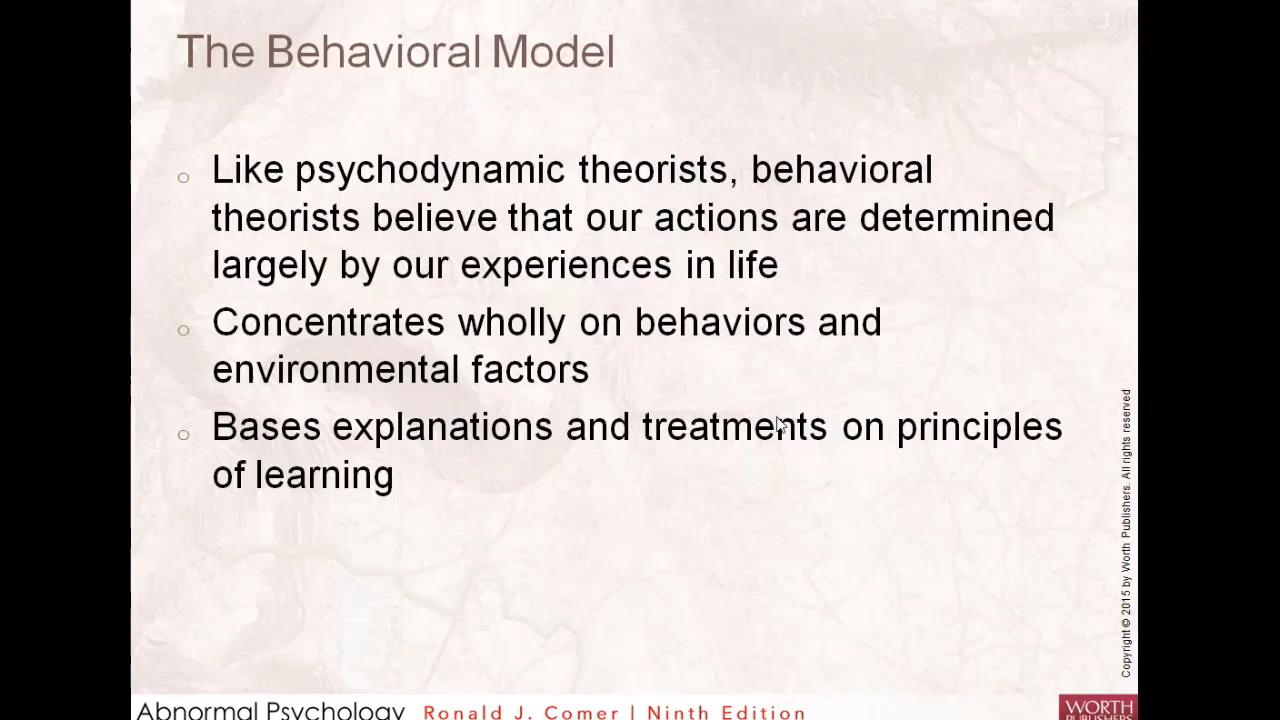 The Behavioral Model
Like psychodynamic theorists, behavioral
theorists believe that our actions are determined
largely by our experiences in life
Concentrates wholly on behaviors and
environmental factors
Bases explanations and treatments on principles
of learning
Copyright © 2015 by Worth Publishers. All rights reserved
Abnormal Psychology Ronald J. Comer | Ninth Edition
WORTH
PUBLISHERS